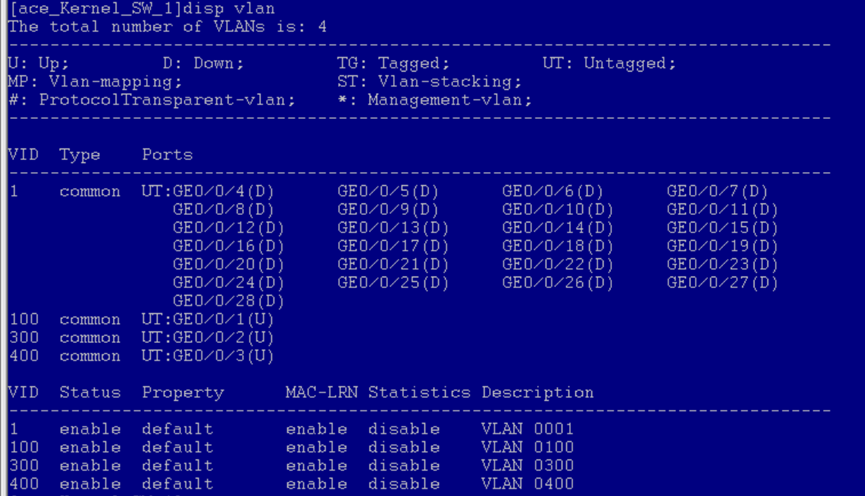 [ace_Kernel_SW_1]disp vlan
The total number of VLANs is: 4
--------------------------------------------------------------------------------
U: Up;         D: Down;         TG: Tagged;         UT: Untagged;
MP: Vlan-mapping;               ST: Vlan-stacking;
#: ProtocolTransparent-vlan;    *: Management-vlan;
--------------------------------------------------------------------------------
VID  Type    Ports
--------------------------------------------------------------------------------
1    common  UT:GE0/0/4(D)      GE0/0/5(D)      GE0/0/6(D)      GE0/0/7(D)
                GE0/0/8(D)      GE0/0/9(D)      GE0/0/10(D)     GE0/0/11(D)
                GE0/0/12(D)     GE0/0/13(D)     GE0/0/14(D)     GE0/0/15(D)
                GE0/0/16(D)     GE0/0/17(D)     GE0/0/18(D)     GE0/0/19(D)
                GE0/0/20(D)     GE0/0/21(D)     GE0/0/22(D)     GE0/0/23(D)
                GE0/0/24(D)     GE0/0/25(D)     GE0/0/26(D)     GE0/0/27(D)
                GE0/0/28(D)
100  common  UT:GE0/0/1(U)
300  common  UT:GE0/0/2(U)
400  common  UT:GE0/0/3(U)
VID  Status  Property      MAC-LRN Statistics Description
--------------------------------------------------------------------------------
1    enable  default       enable  disable    VLAN 0001
100  enable  default       enable  disable    VLAN 0100
300  enable  default       enable  disable    VLAN 0300
400  enable  default       enable  disable    VLAN 0400